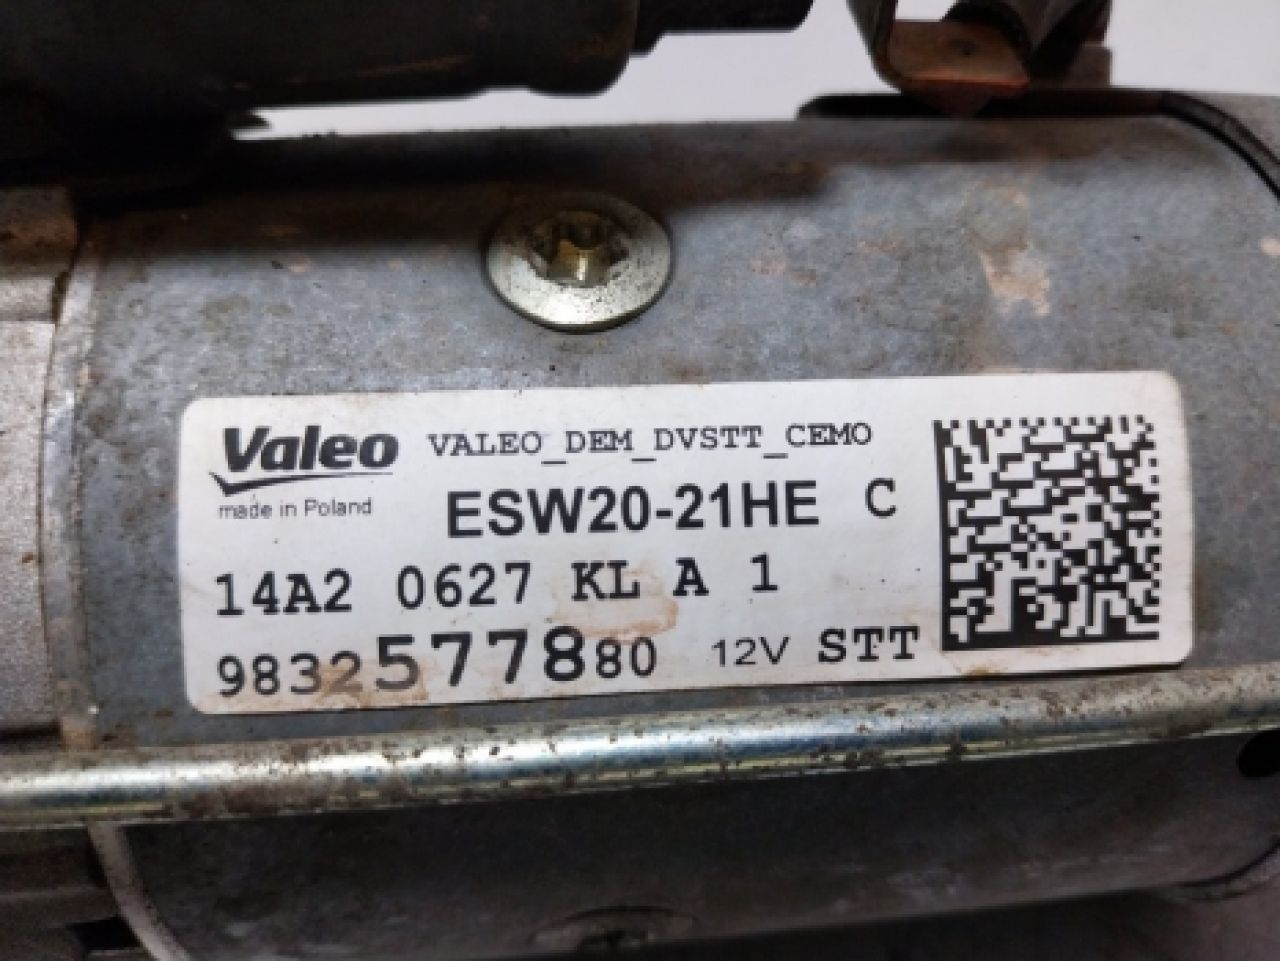 Valeo VALEO_DEM_DVSTT_CEMO
made in Poland ESW20-21HE C
14A2 0627 KL A 1
9832577880 12V STT